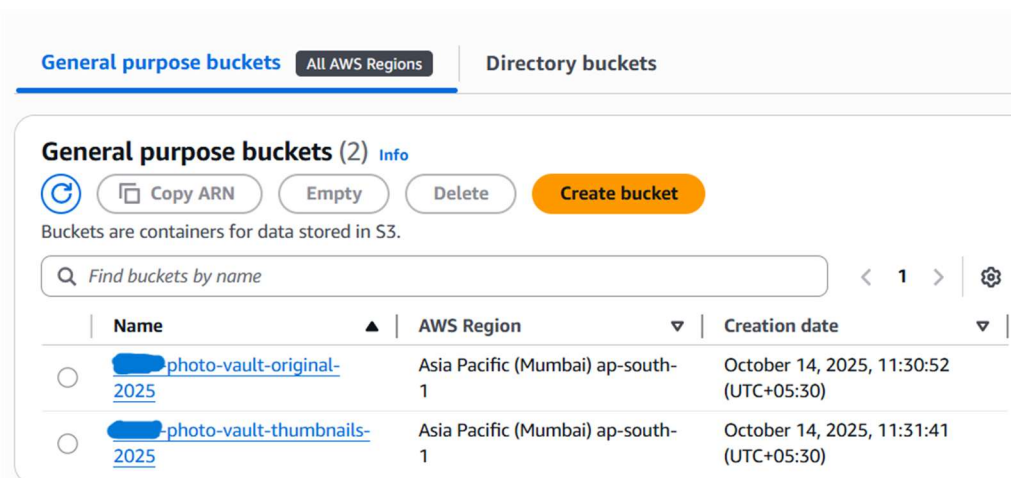 General purpose buckets All AWS Regions Directory buckets
General purpose buckets (2) Info
Copy ARN Empty Delete Create bucket
Buckets are containers for data stored in S3.
Find buckets by name 1
Name AWS Region Creation date
-photo-vault-original- Asia Pacific (Mumbai) ap-south- October 14, 2025, 11:30:52
2025 1 (UTC+05:30)
-photo-vault-thumbnails- Asia Pacific (Mumbai) ap-south- October 14, 2025, 11:31:41
2025 1 (UTC+05:30)